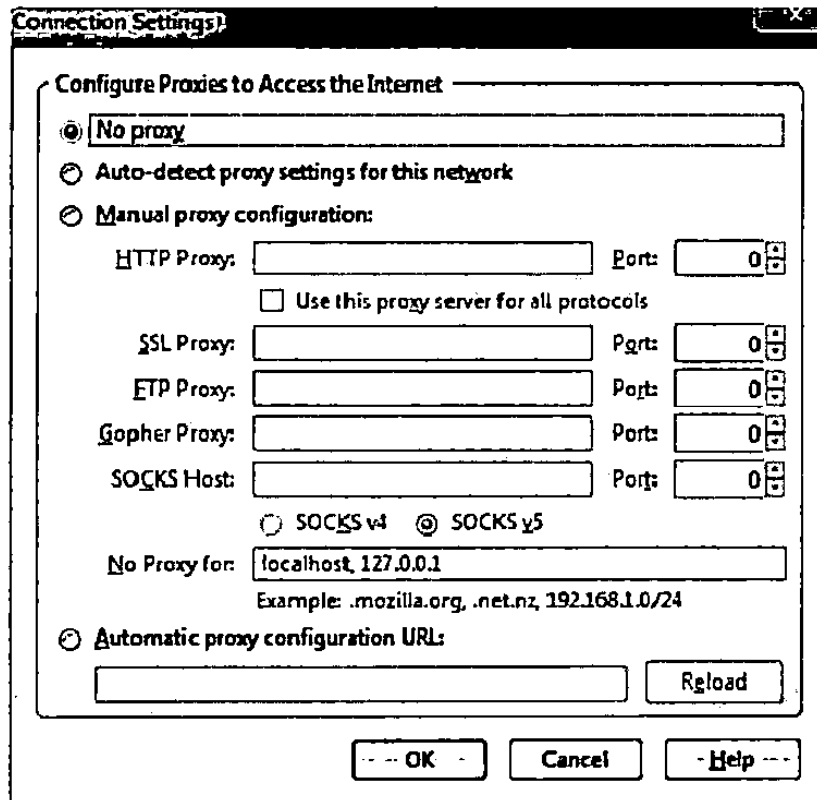 Connection Settings
Configure Proxies to Access the Internet
No proxy
Auto-detect proxy settings for this network
Manual proxy configuration:
HTTP Proxy: Port: 0
Use this proxy server for all protocols
SSL Proxy: Port: 0
FTP Proxy: Port: 0
Gopher Proxy: Port: 0
SOCKS Host: Port: 0
SOCKS v4 SOCKS v5
No Proxy for: localhost, 127.0.0.1
Example: .mozilla.org, .net.nz, 192.168.1.0/24
Automatic proxy configuration URL:
Reload
OK Cancel Help